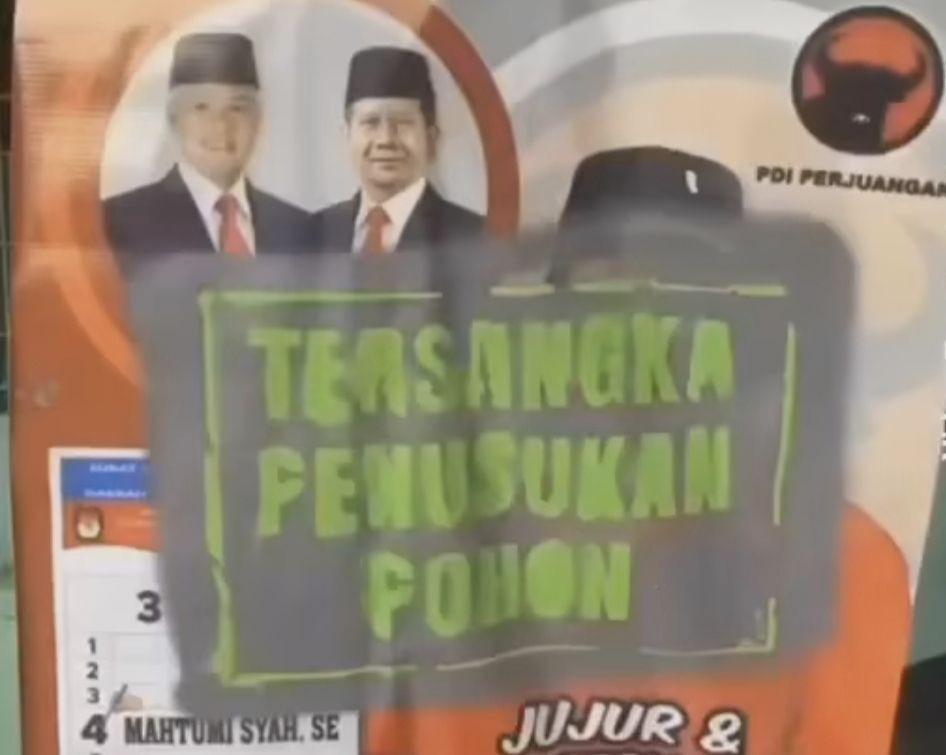 PDI PERJUANGAN
TERSANGKA
PENUSUKAN
POHON
3
1
2
3
4 MAHTUMI SYAH, SE
JUJUR &